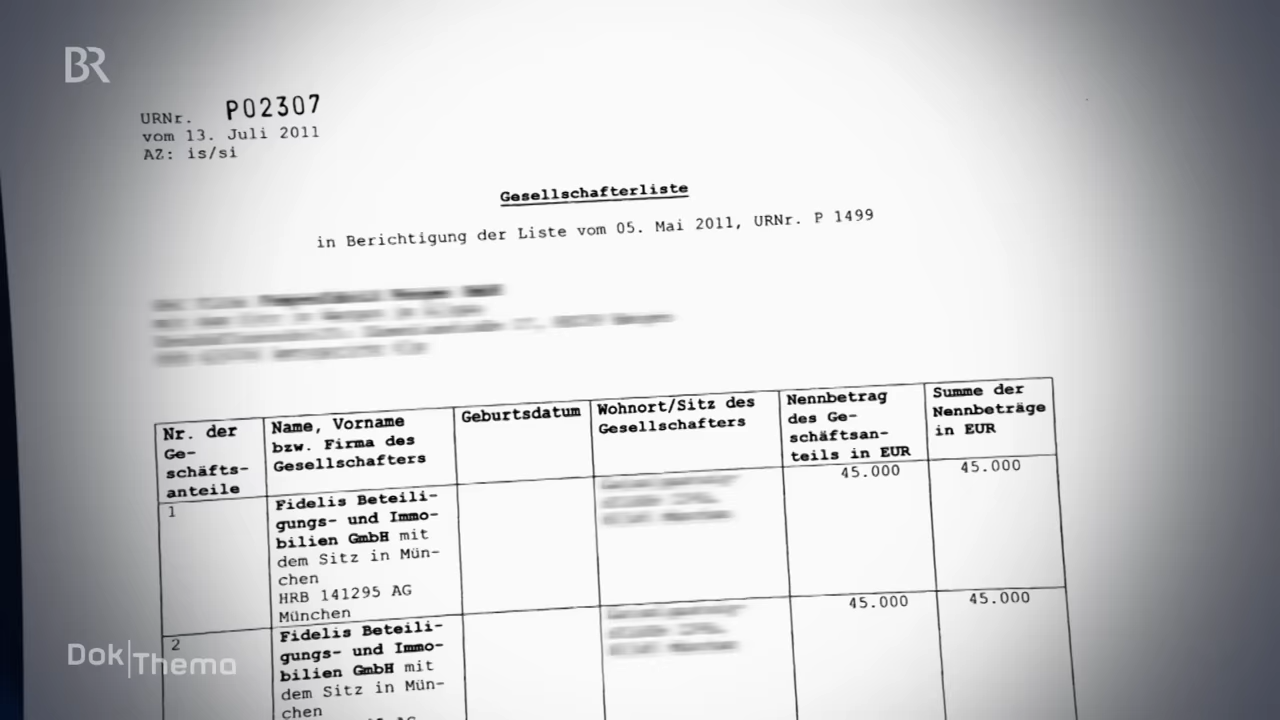 BR
URNr. P02307
vom 13. Juli 2011
AZ: is/si
Gesellschafterliste
in Berichtigung der Liste vom 05. Mai 2011, URNr. P 1499
Nr. der
Ge-
schäfts-
anteile
Name, Vorname
bzw. Firma des
Gesellschafters
Geburtsdatum
Wohnort/Sitz des
Gesellschafters
Nennbetrag
des Ge-
schäftsan-
teils in EUR
Summe der
Nennbeträge
in EUR
1
Fidelis Beteili-
gungs- und Immo-
bilien GmbH mit
dem Sitz in Mün-
chen
HRB 141295 AG
München
45.000
45.000
2
Fidelis Beteili-
gungs- und Immo-
bilien GmbH mit
dem Sitz in Mün-
chen
45.000
45.000
Dok|Thema